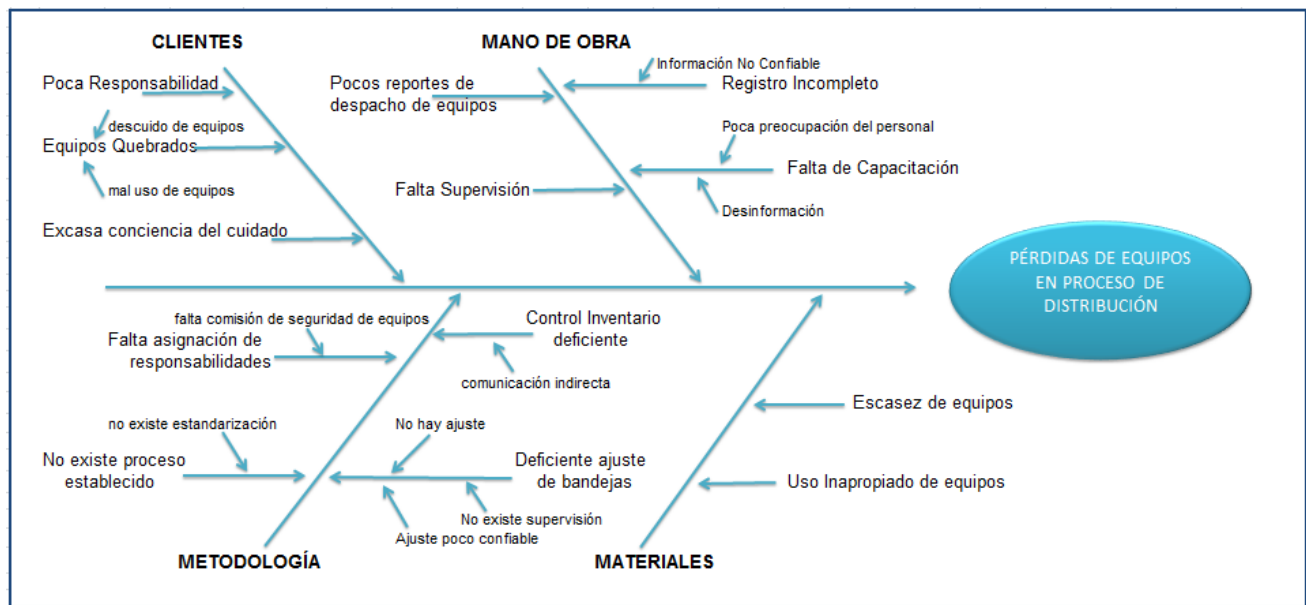 CLIENTES
Poca Responsabilidad
descuido de equipos
Equipos Quebrados
mal uso de equipos
Excasa conciencia del cuidado
MANO DE OBRA
Información No Confiable
Pocos reportes de
despacho de equipos
Registro Incompleto
Poca preocupación del personal
Falta de Capacitación
Falta Supervisión
Desinformación
PÉRDIDAS DE EQUIPOS
EN PROCESO DE
DISTRIBUCIÓN
falta comisión de seguridad de equipos
Falta asignación de
responsabilidades
Control Inventario
deficiente
comunicación indirecta
no existe estandarización
No hay ajuste
No existe proceso
establecido
Deficiente ajuste
de bandejas
No existe supervisión
Ajuste poco confiable
METODOLOGÍA
Escasez de equipos
Uso Inapropiado de equipos
MATERIALES